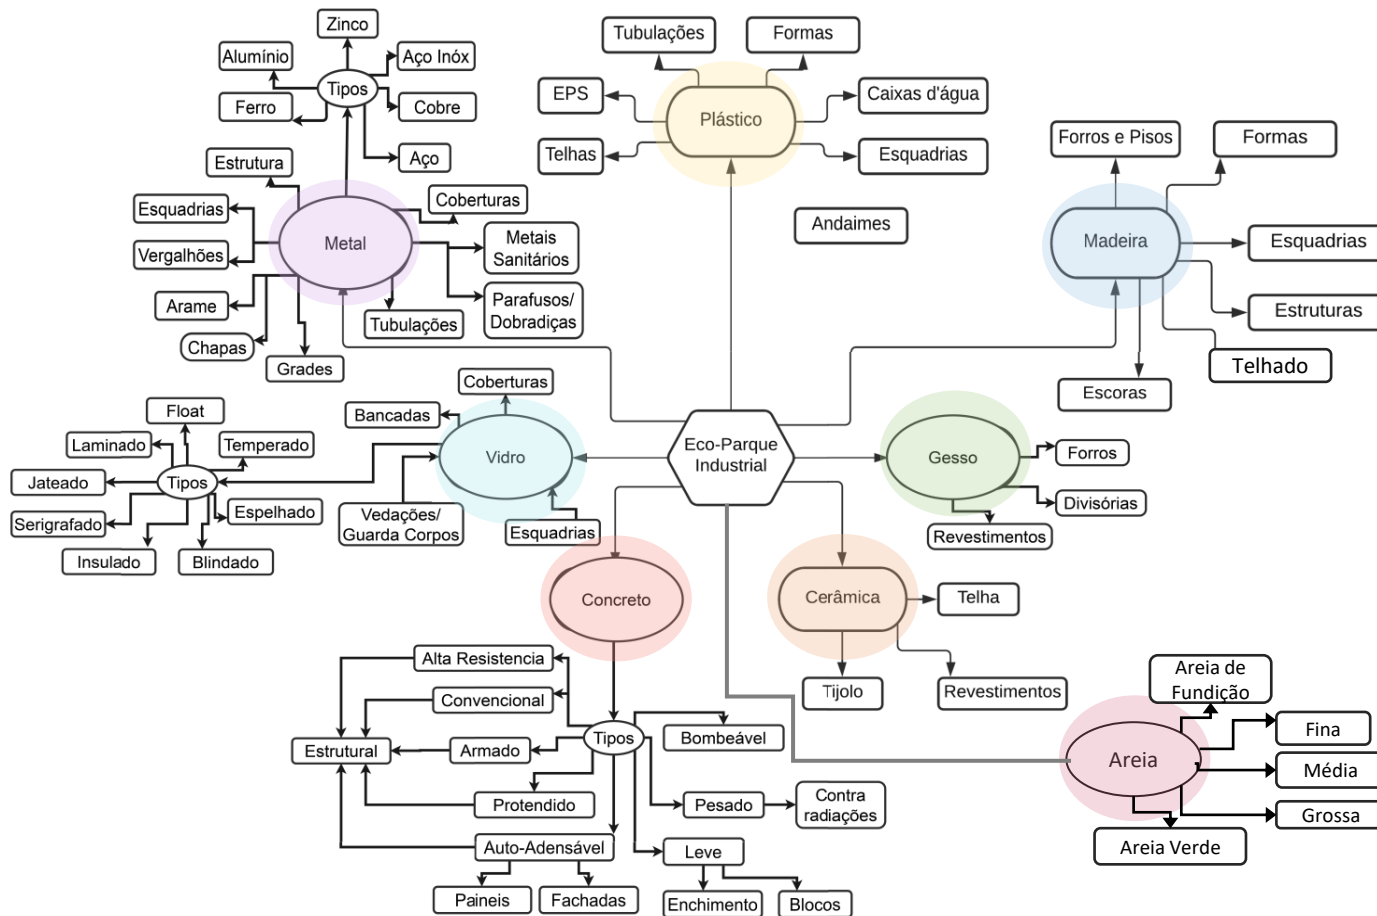 Zinco
Alumínio
Aço Inóx
Tipos
Ferro
Cobre
Aço
Estrutura
Esquadrias
Coberturas
Metal
Metais
Sanitários
Vergalhões
Arame
Parafusos/
Dobradiças
Tubulações
Chapas
Grades
Tubulações
Formas
EPS
Caixas d'água
Plástico
Telhas
Esquadrias
Andaimes
Forros e Pisos
Formas
Madeira
Esquadrias
Estruturas
Telhado
Escoras
Coberturas
Bancadas
Vidro
Vedações/
Guarda Corpos
Esquadrias
Float
Laminado
Temperado
Jateado
Tipos
Serigrafado
Espelhado
Insulado
Blindado
Eco-Parque
Industrial
Gesso
Forros
Divisórias
Revestimentos
Concreto
Cerâmica
Telha
Tijolo
Revestimentos
Alta Resistencia
Convencional
Tipos
Bombeável
Estrutural
Armado
Protendido
Pesado
Contra
radiações
Auto-Adensável
Leve
Paineis
Fachadas
Enchimento
Blocos
Areia de
Fundição
Fina
Areia
Média
Grossa
Areia Verde